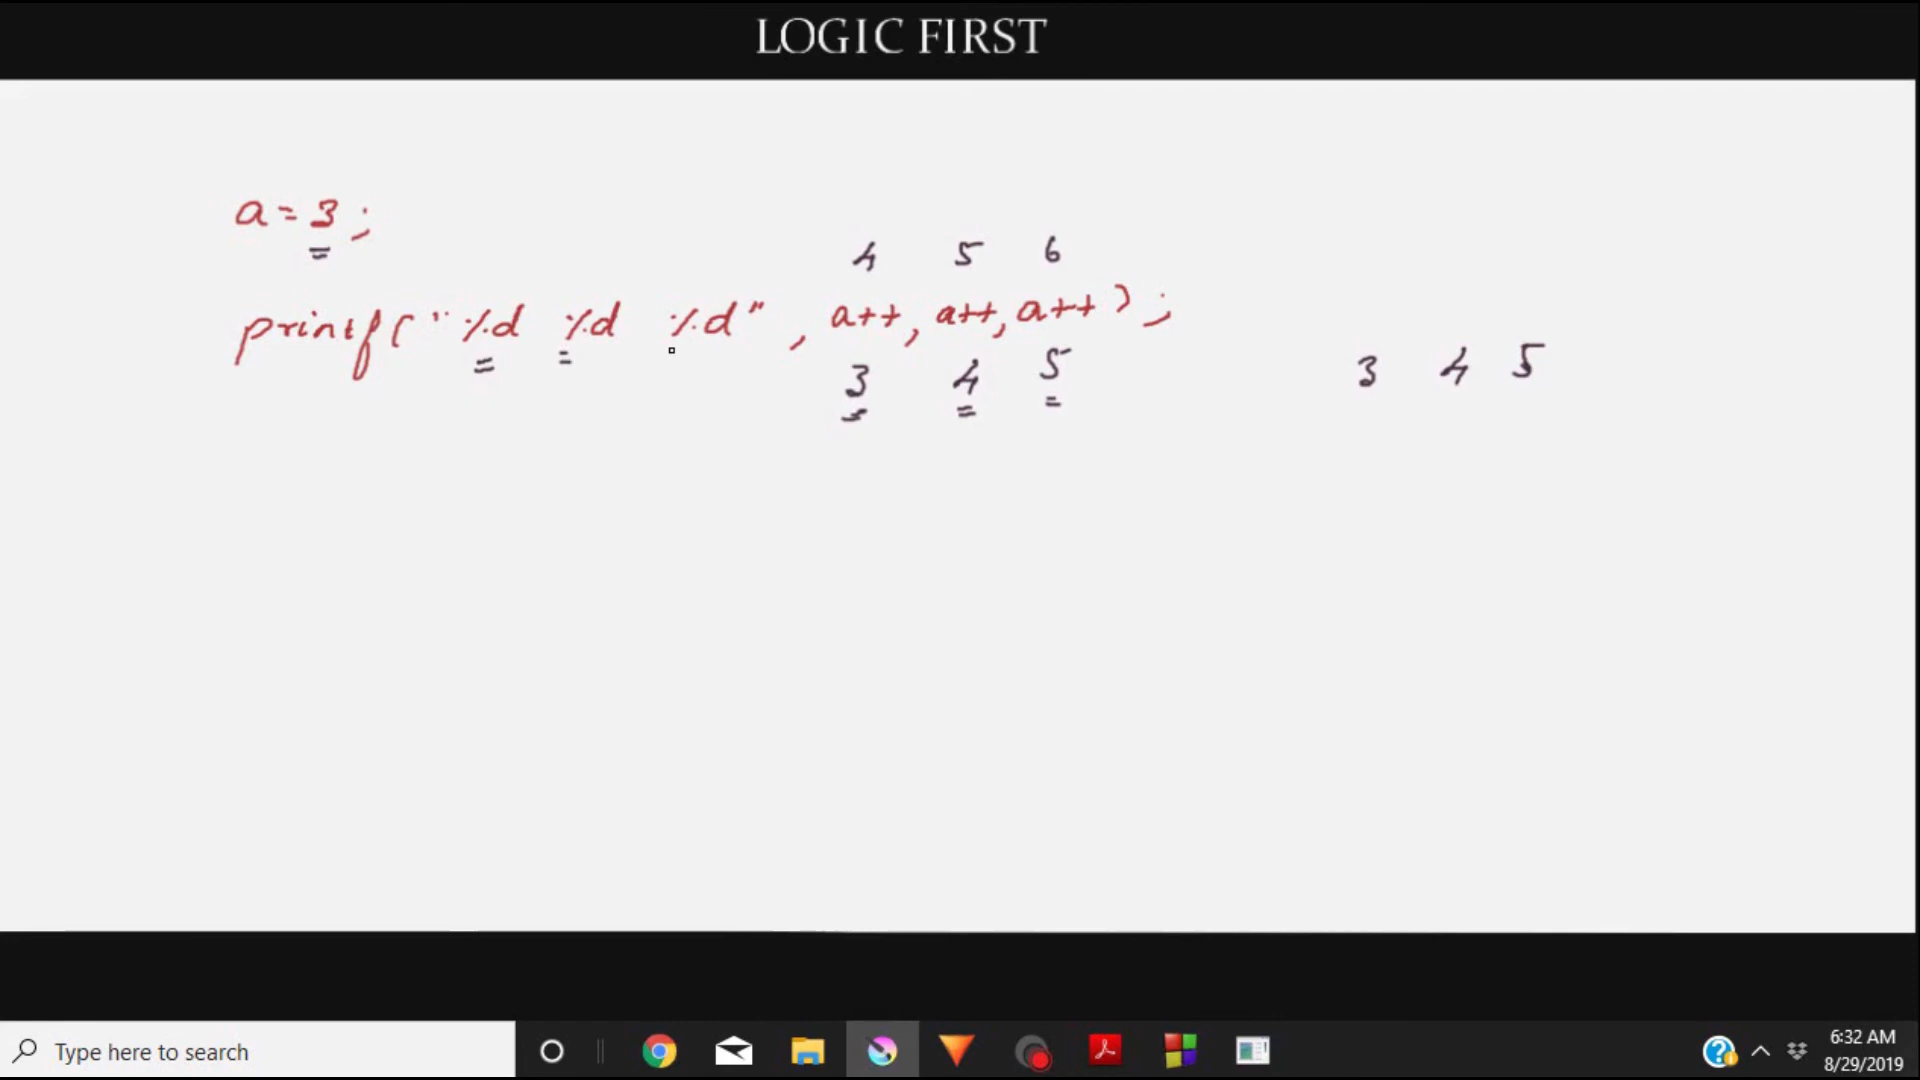 LOGIC FIRST
a = 3;
4 5 6
printf("%d %d %d", a++, a++, a++);
3 4 5
3 4 5
Type here to search
6:32 AM
8/29/2019